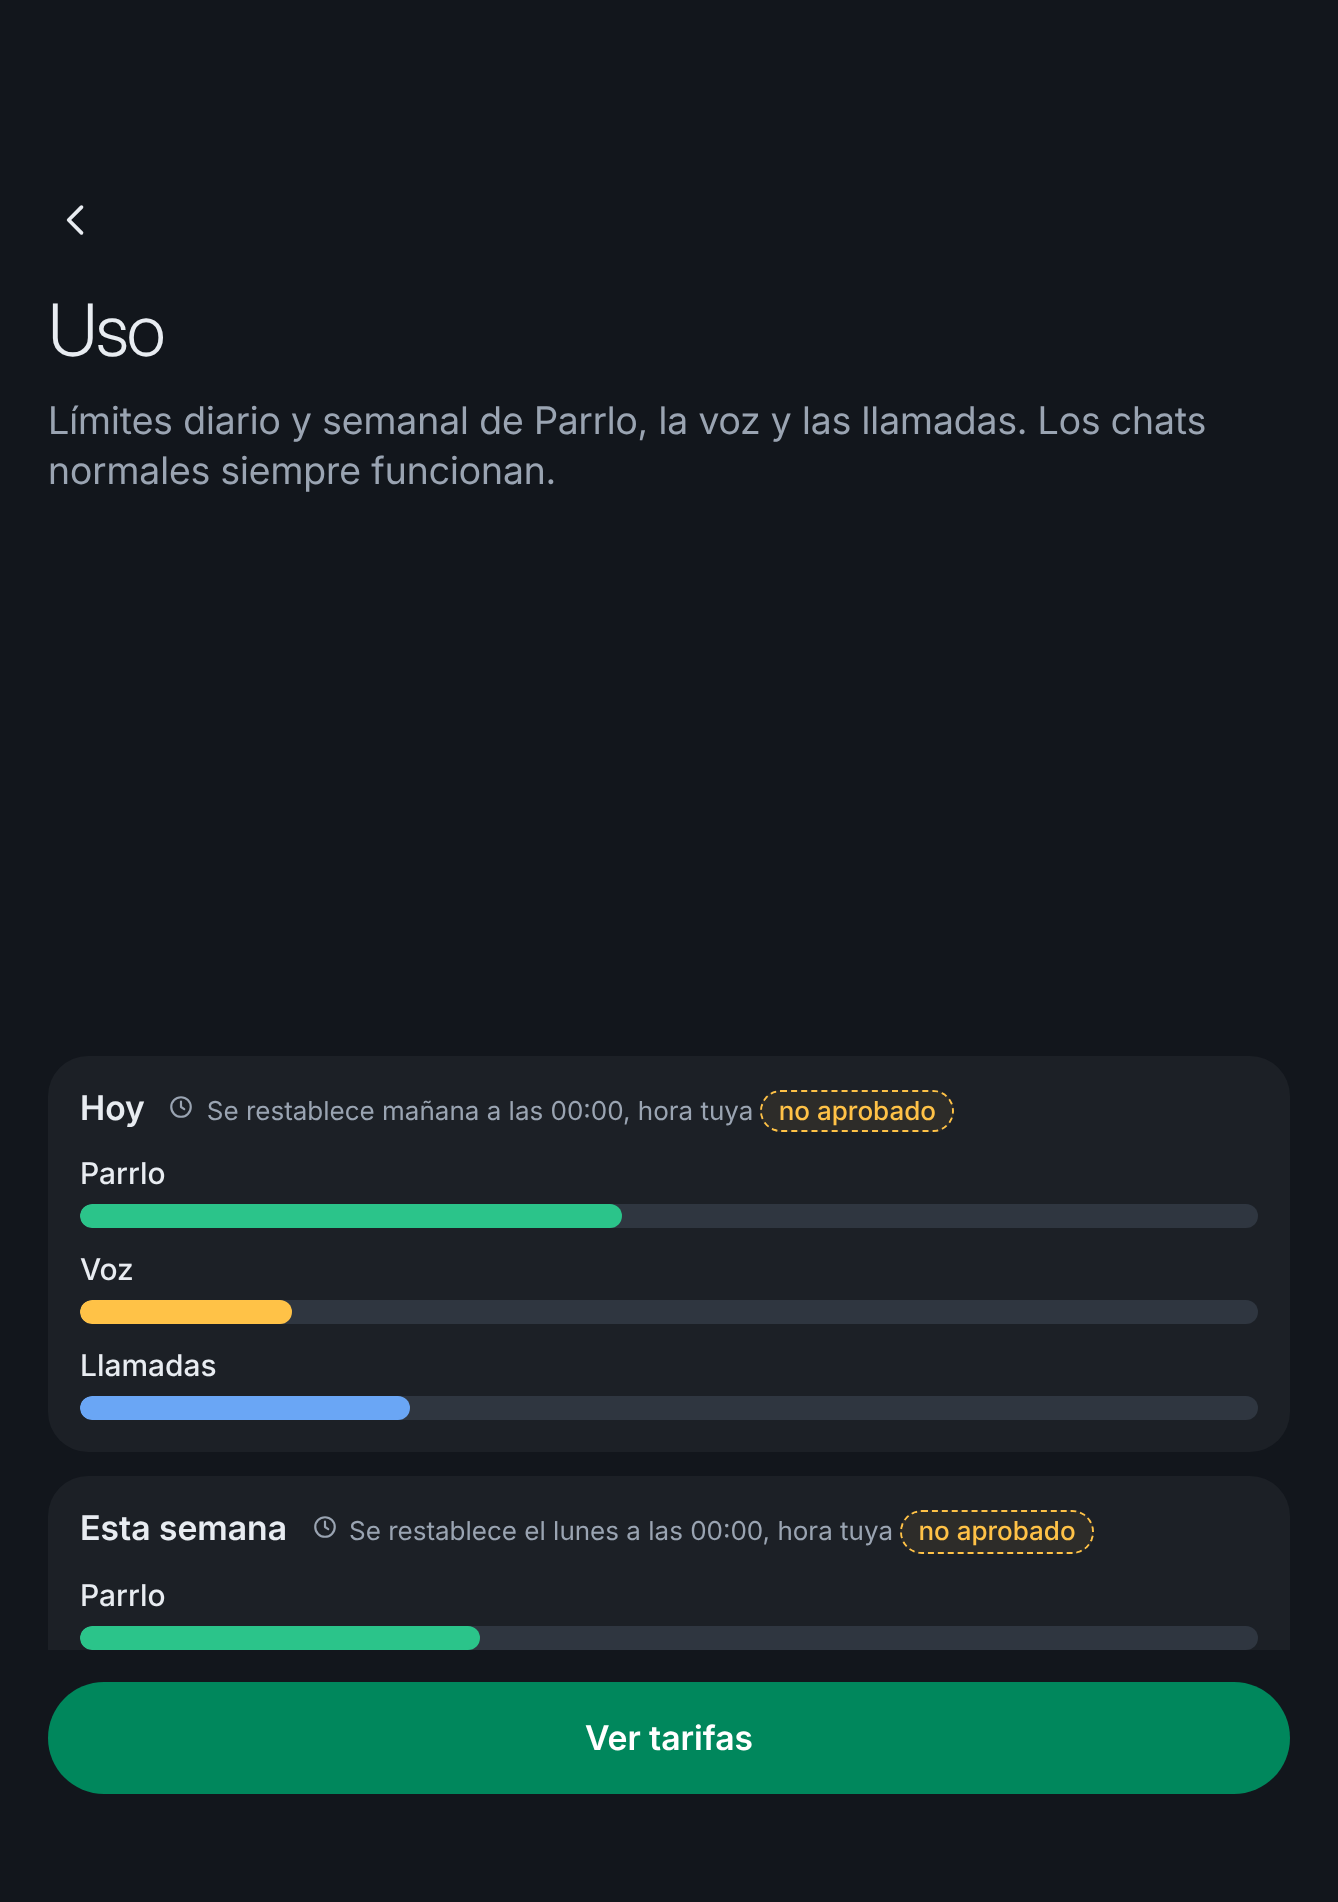 Uso
Límites diario y semanal de Parrlo, la voz y las llamadas. Los chats
normales siempre funcionan.
Hoy Se restablece mañana a las 00:00, hora tuya no aprobado
Parrlo
Voz
Llamadas
Esta semana Se restablece el lunes a las 00:00, hora tuya no aprobado
Parrlo
Ver tarifas